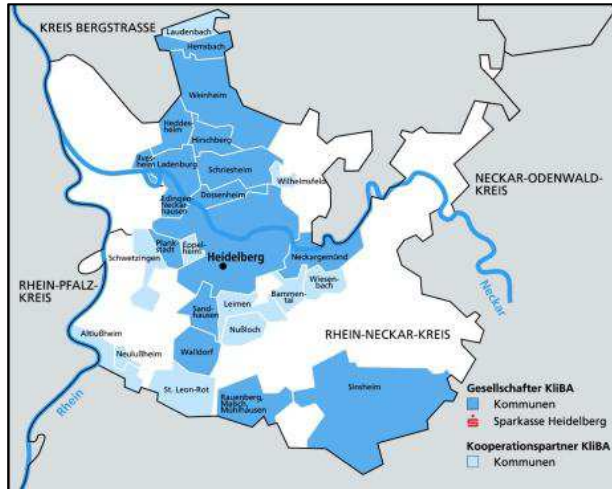 KREIS BERGSTRASSE
Laudenbach
Hemsbach
Weinheim
Heddes-
heim
Hirschberg
Ilves-
heim
Ladenburg
Schriesheim
Wilhelmsfeld
NECKAR-ODENWALD-
KREIS
Edingen-
Neckar-
hausen
Dossenheim
Plank-
stadt
Eppel-
heim
Schwetzingen
Heidelberg
Neckargemünd
Neckar
RHEIN-PFALZ-
KREIS
Wiesen-
bach
Bammen-
tal
Leimen
Sand-
hausen
Nußloch
RHEIN-NECKAR-KREIS
Altlußheim
Neulußheim
Walldorf
Rhein
St. Leon-Rot
Rauenberg,
Malsch,
Mühlhausen
Sinsheim
Gesellschafter KliBA
Kommunen
Sparkasse Heidelberg
Kooperationspartner KliBA
Kommunen